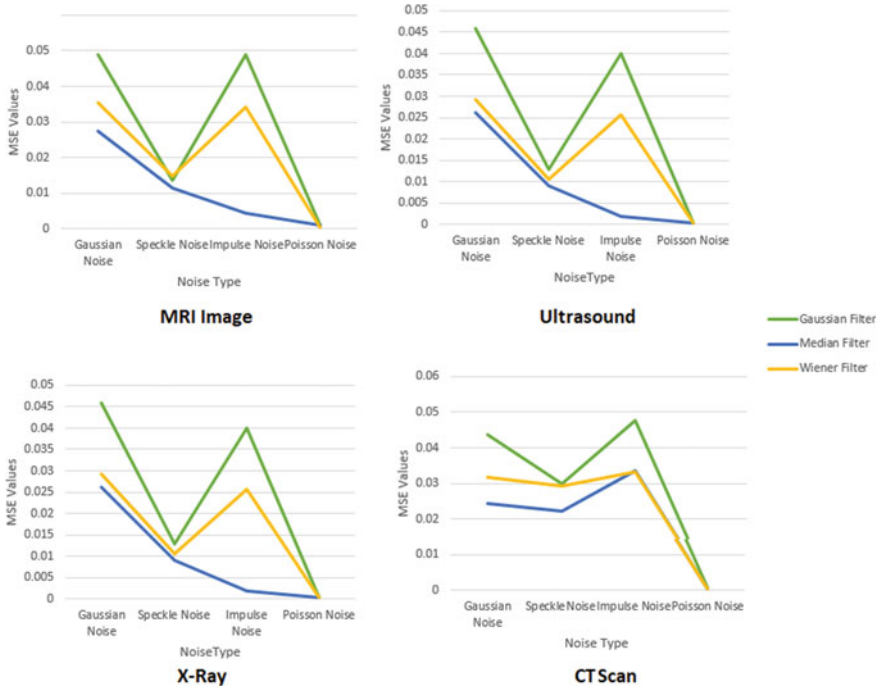 0.05
0.04
0.03
0.02
0.01
0
MSE Values
Gaussian Noise
Speckle Noise
Impulse Noise
Poisson Noise
Noise Type
MRI Image
0.05
0.045
0.04
0.035
0.03
0.025
0.02
0.015
0.01
0.005
0
MSE Values
Gaussian
Noise
Speckle Noise
Impulse
Noise
Poisson Noise
NoiseType
Ultrasound
Gaussian Filter
Median Filter
Wiener Filter
0.05
0.045
0.04
0.035
0.03
0.025
0.02
0.015
0.01
0.005
0
MSE Values
Gaussian
Noise
Speckle Noise
Impulse
Noise
Poisson Noise
NoiseType
X-Ray
0.06
0.05
0.04
0.03
0.02
0.01
0
MSE Values
Gaussian
Noise
Speckle Noise
Impulse Noise
Poisson Noise
Noise Type
CTScan